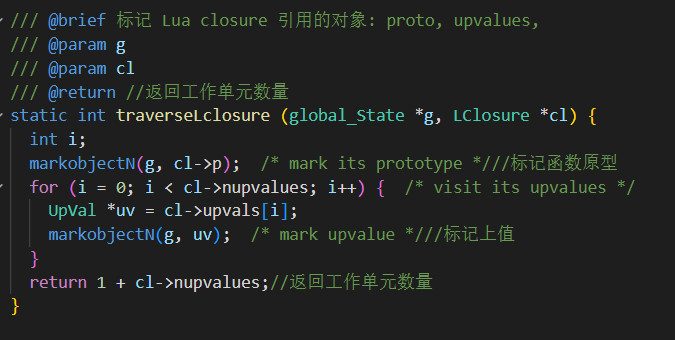 /// @brief 标记 Lua closure 引用的对象: proto, upvalues,
/// @param g
/// @param cl
/// @return //返回工作单元数量
static int traverseLclosure (global_State *g, LClosure *cl) {
  int i;
  markobjectN(g, cl->p);  /* mark its prototype *///标记函数原型
  for (i = 0; i < cl->nupvalues; i++) {  /* visit its upvalues */
    UpVal *uv = cl->upvals[i];
    markobjectN(g, uv);  /* mark upvalue *///标记上值
  }
  return 1 + cl->nupvalues;//返回工作单元数量
}